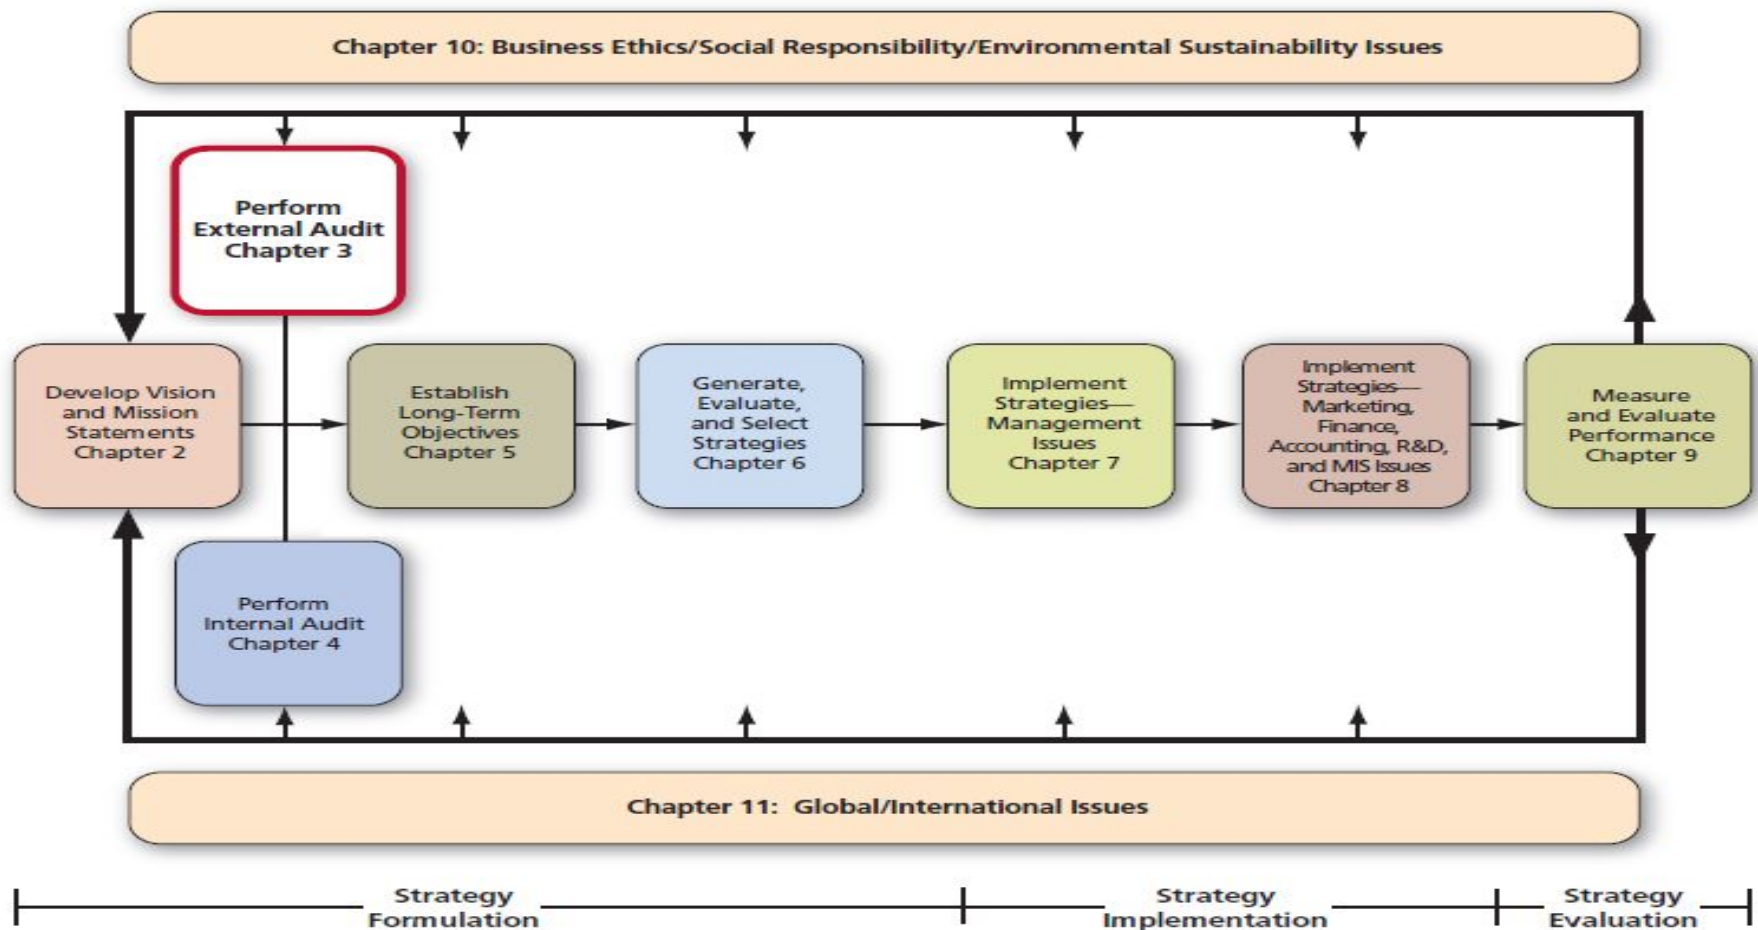 Chapter 10: Business Ethics/Social Responsibility/Environmental Sustainability Issues
Perform
External Audit
Chapter 3
Develop Vision
and Mission
Statements
Chapter 2
Establish
Long-Term
Objectives
Chapter 5
Generate,
Evaluate,
and Select
Strategies
Chapter 6
Implement
Strategies—
Management
Issues
Chapter 7
Implement
Strategies—
Marketing,
Finance,
Accounting, R&D,
and MIS Issues
Chapter 8
Measure
and Evaluate
Performance
Chapter 9
Perform
Internal Audit
Chapter 4
Chapter 11: Global/International Issues
Strategy
Formulation
Strategy
Implementation
Strategy
Evaluation